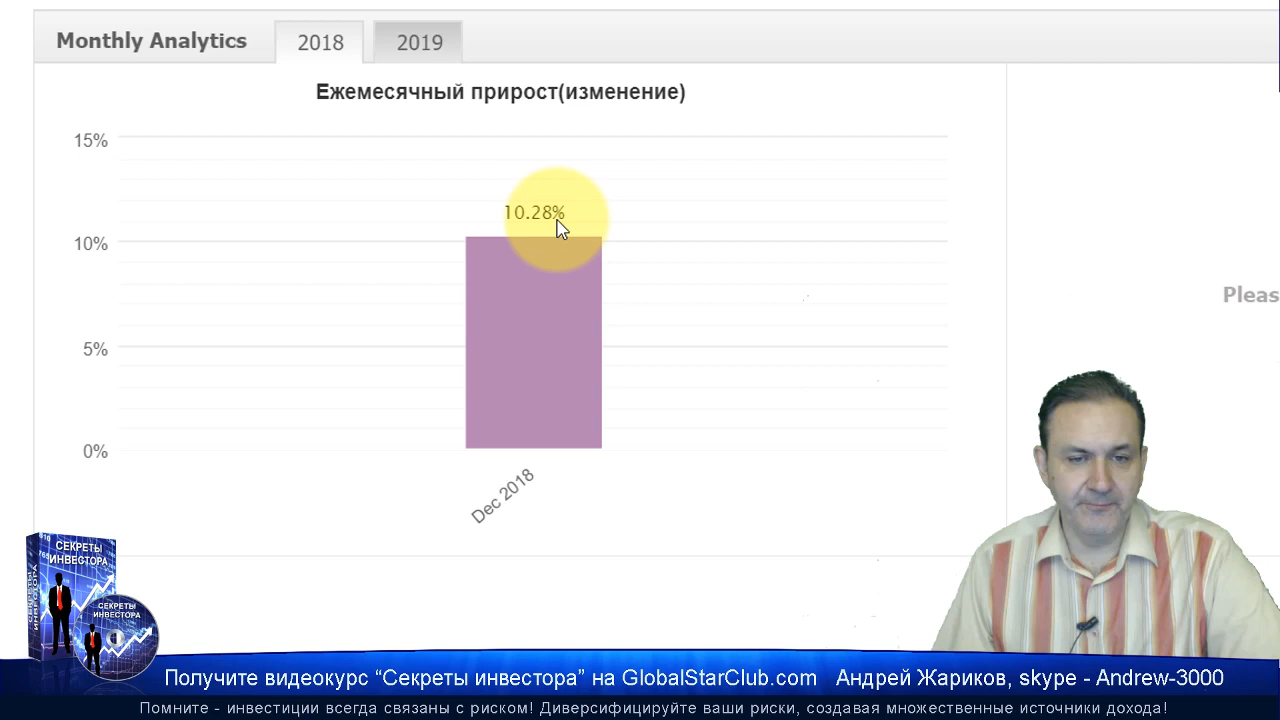 Monthly Analytics 2018 2019
Ежемесячный прирост(изменение)
15%
10.28%
10%
Pleas
5%
0%
Dec 2018
СЕКРЕТЫ
ИНВЕСТОРА
СЕКРЕТЫ
ИНВЕСТОРА
СЕКРЕТЫ
ИНВЕСТОРА
Получите видеокурс “Секреты инвестора” на GlobalStarClub.com Андрей Жариков, skype - Andrew-3000
Помните - инвестиции всегда связаны с риском! Диверсифицируйте ваши риски, создавая множественные источники дохода!